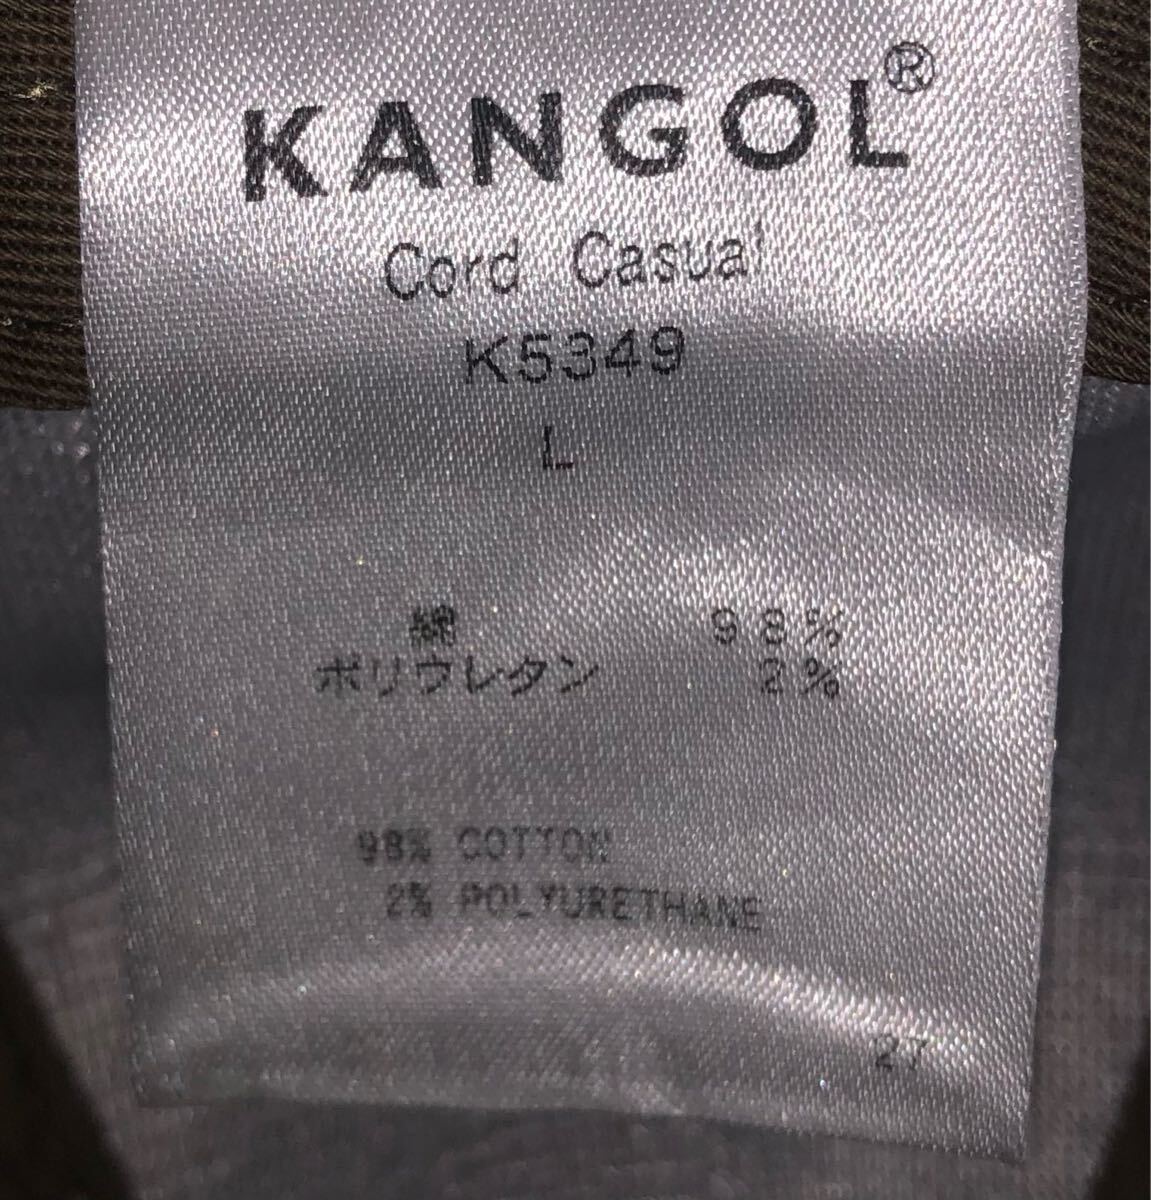 KANGOL®
Cord Casual
K5349
L
綿 98%
ポリウレタン 2%
98% COTTON
2% POLYURETHANE
27